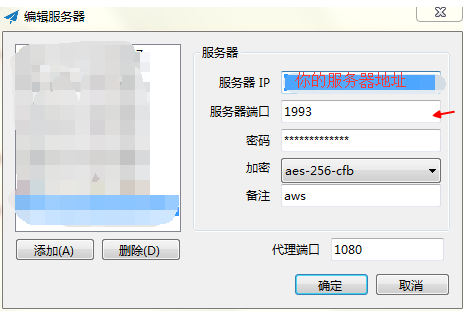 编辑服务器
服务器
服务器 IP 你的服务器地址
服务器端口 1993
密码 *************
加密 aes-256-cfb
备注 aws
添加(A) 删除(D)
代理端口 1080
确定 取消